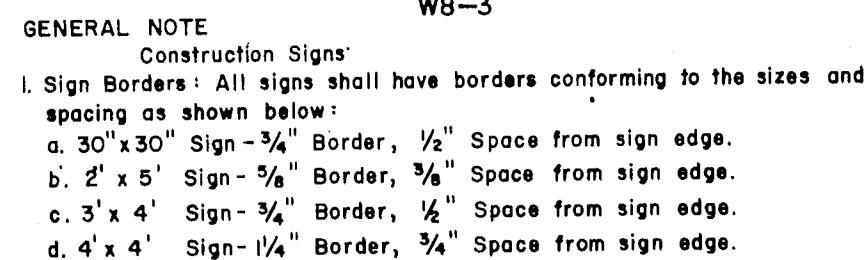 W8-3
GENERAL NOTE
Construction Signs
1. Sign Borders: All signs shall have borders conforming to the sizes and
spacing as shown below:
a. 30"x30" Sign - 3/4" Border, 1/2" Space from sign edge.
b. 2' x 5' Sign - 5/8" Border, 3/8" Space from sign edge.
c. 3' x 4' Sign - 3/4" Border, 1/2" Space from sign edge.
d. 4' x 4' Sign - 1 1/4" Border, 3/4" Space from sign edge.